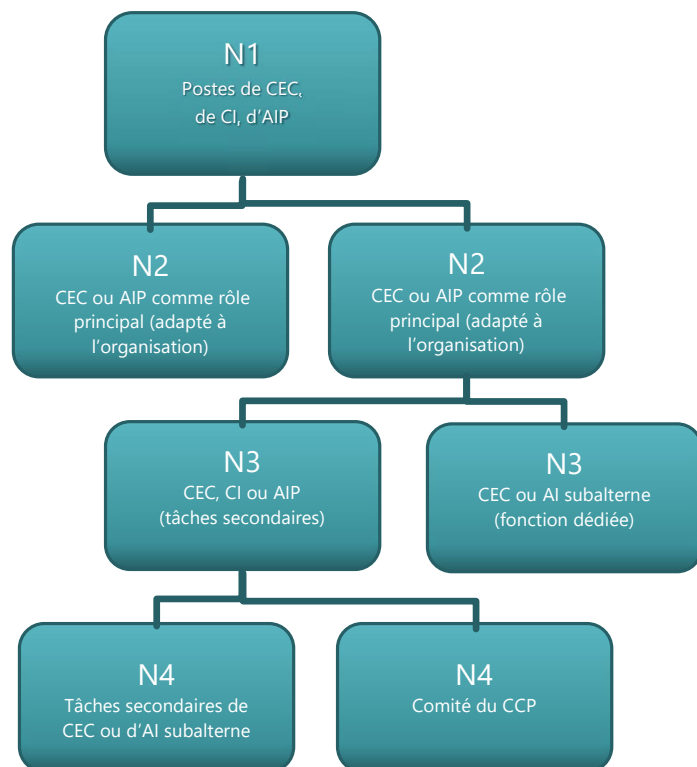 N1
Postes de CEC,
de CI, d'AIP
N2
CEC ou AIP comme rôle
principal (adapté à
l'organisation)
N2
CEC ou AIP comme rôle
principal (adapté à
l'organisation)
N3
CEC, CI ou AIP
(tâches secondaires)
N3
CEC ou AI subalterne
(fonction dédiée)
N4
Tâches secondaires de
CEC ou d'AI subalterne
N4
Comité du CCP